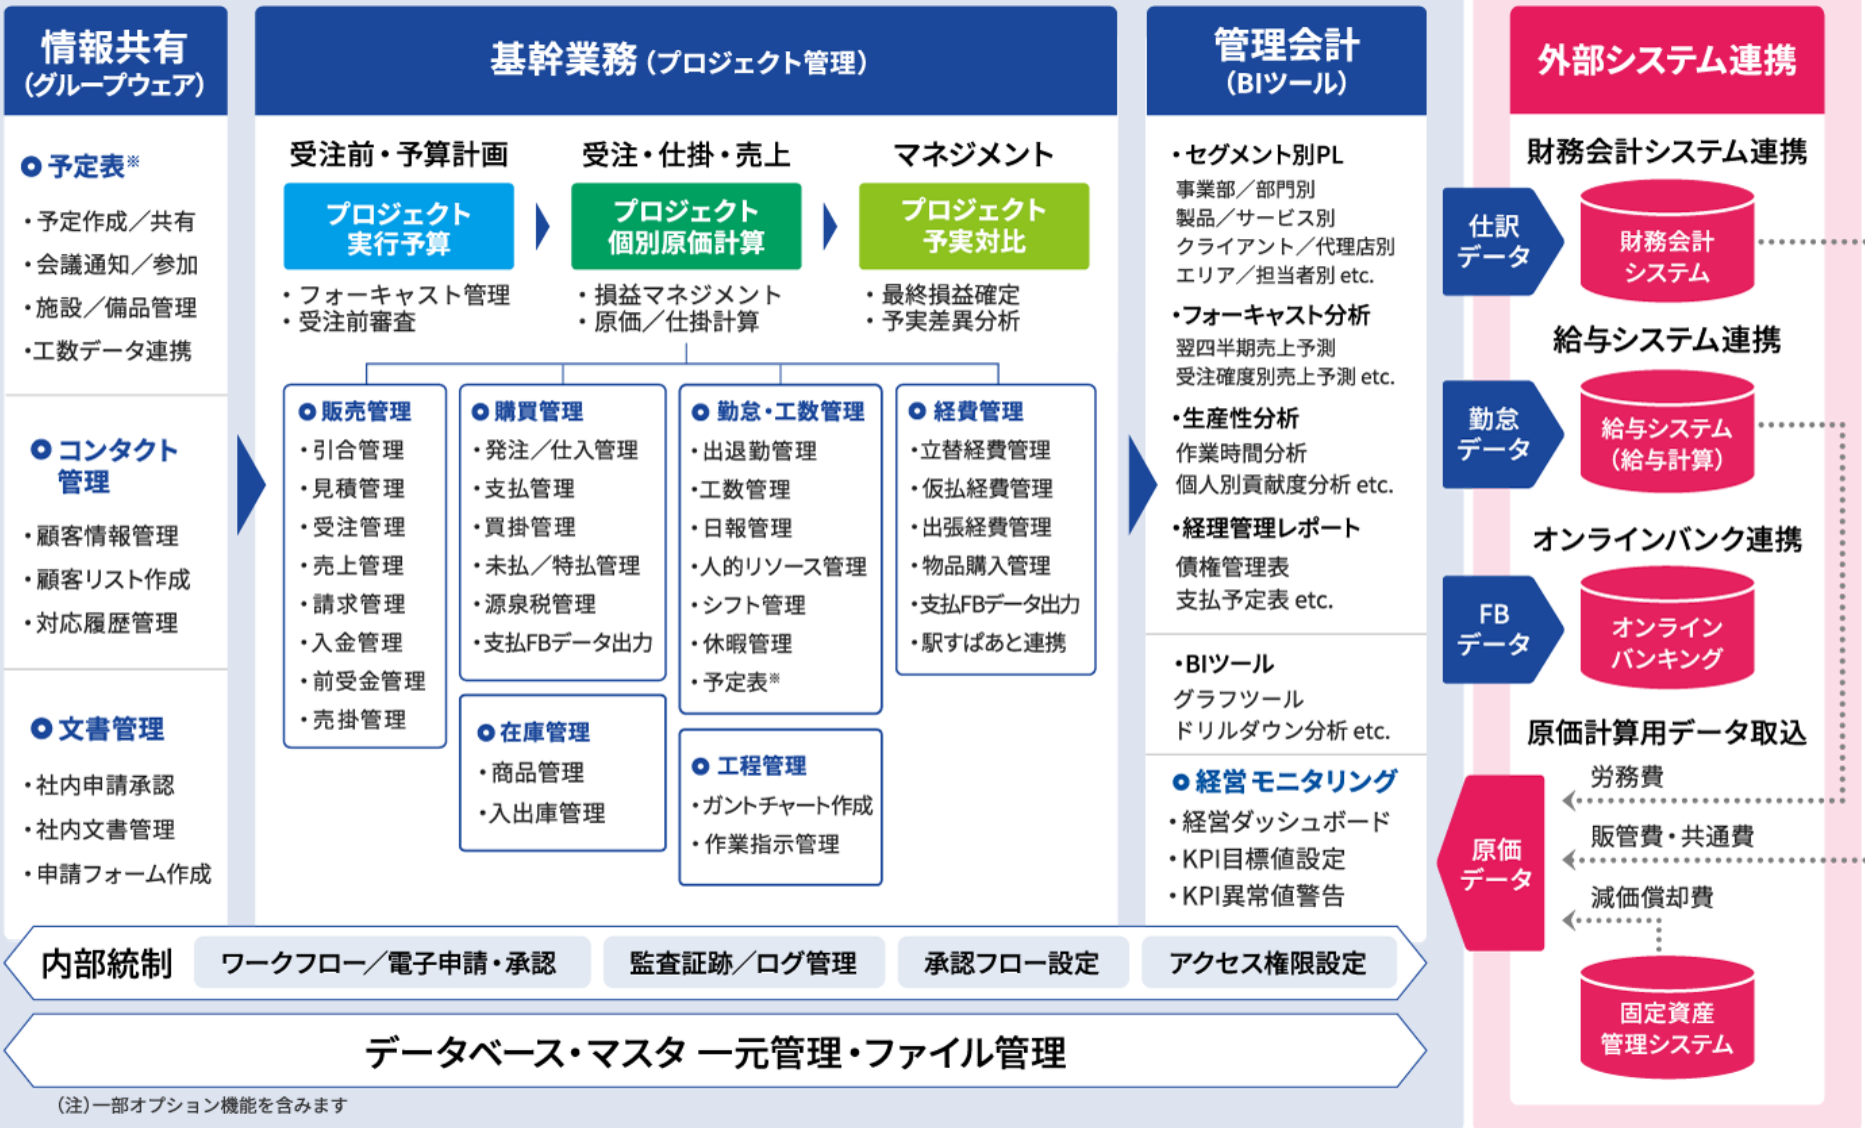 情報共有
(グループウェア)
予定表※
・予定作成／共有
・会議通知／参加
・施設／備品管理
・工数データ連携
コンタクト
管理
・顧客情報管理
・顧客リスト作成
・対応履歴管理
文書管理
・社内申請承認
・社内文書管理
・申請フォーム作成
基幹業務（プロジェクト管理）
受注前・予算計画
プロジェクト
実行予算
・フォーキャスト管理
・受注前審査
受注・仕掛・売上
プロジェクト
個別原価計算
・損益マネジメント
・原価／仕掛計算
マネジメント
プロジェクト
予実対比
・最終損益確定
・予実差異分析
販売管理
・引合管理
・見積管理
・受注管理
・売上管理
・請求管理
・入金管理
・前受金管理
・売掛管理
購買管理
・発注／仕入管理
・支払管理
・買掛管理
・未払／特払管理
・源泉税管理
・支払FBデータ出力
在庫管理
・商品管理
・入出庫管理
勤怠・工数管理
・出退勤管理
・工数管理
・日報管理
・人的リソース管理
・シフト管理
・休暇管理
・予定表※
工程管理
・ガントチャート作成
・作業指示管理
経費管理
・立替経費管理
・仮払経費管理
・出張経費管理
・物品購入管理
・支払FBデータ出力
・駅すぱあと連携
管理会計
（BIツール）
・セグメント別PL
事業部／部門別
製品／サービス別
クライアント／代理店別
エリア／担当者別 etc.
・フォーキャスト分析
翌四半期売上予測
受注確度別売上予測 etc.
・生産性分析
作業時間分析
個人別貢献度分析 etc.
・経理管理レポート
債権管理表
支払予定表 etc.
・BIツール
グラフツール
ドリルダウン分析 etc.
経営モニタリング
・経営ダッシュボード
・KPI目標値設定
・KPI異常値警告
外部システム連携
財務会計システム連携
仕訳
データ
財務会計
システム
給与システム連携
勤怠
データ
給与システム
（給与計算）
オンラインバンク連携
FB
データ
オンライン
バンキング
原価計算用データ取込
原価
データ
労務費
販管費・共通費
減価償却費
固定資産
管理システム
内部統制
ワークフロー／電子申請・承認
監査証跡／ログ管理
承認フロー設定
アクセス権限設定
データベース・マスタ 一元管理・ファイル管理
（注）一部オプション機能を含みます